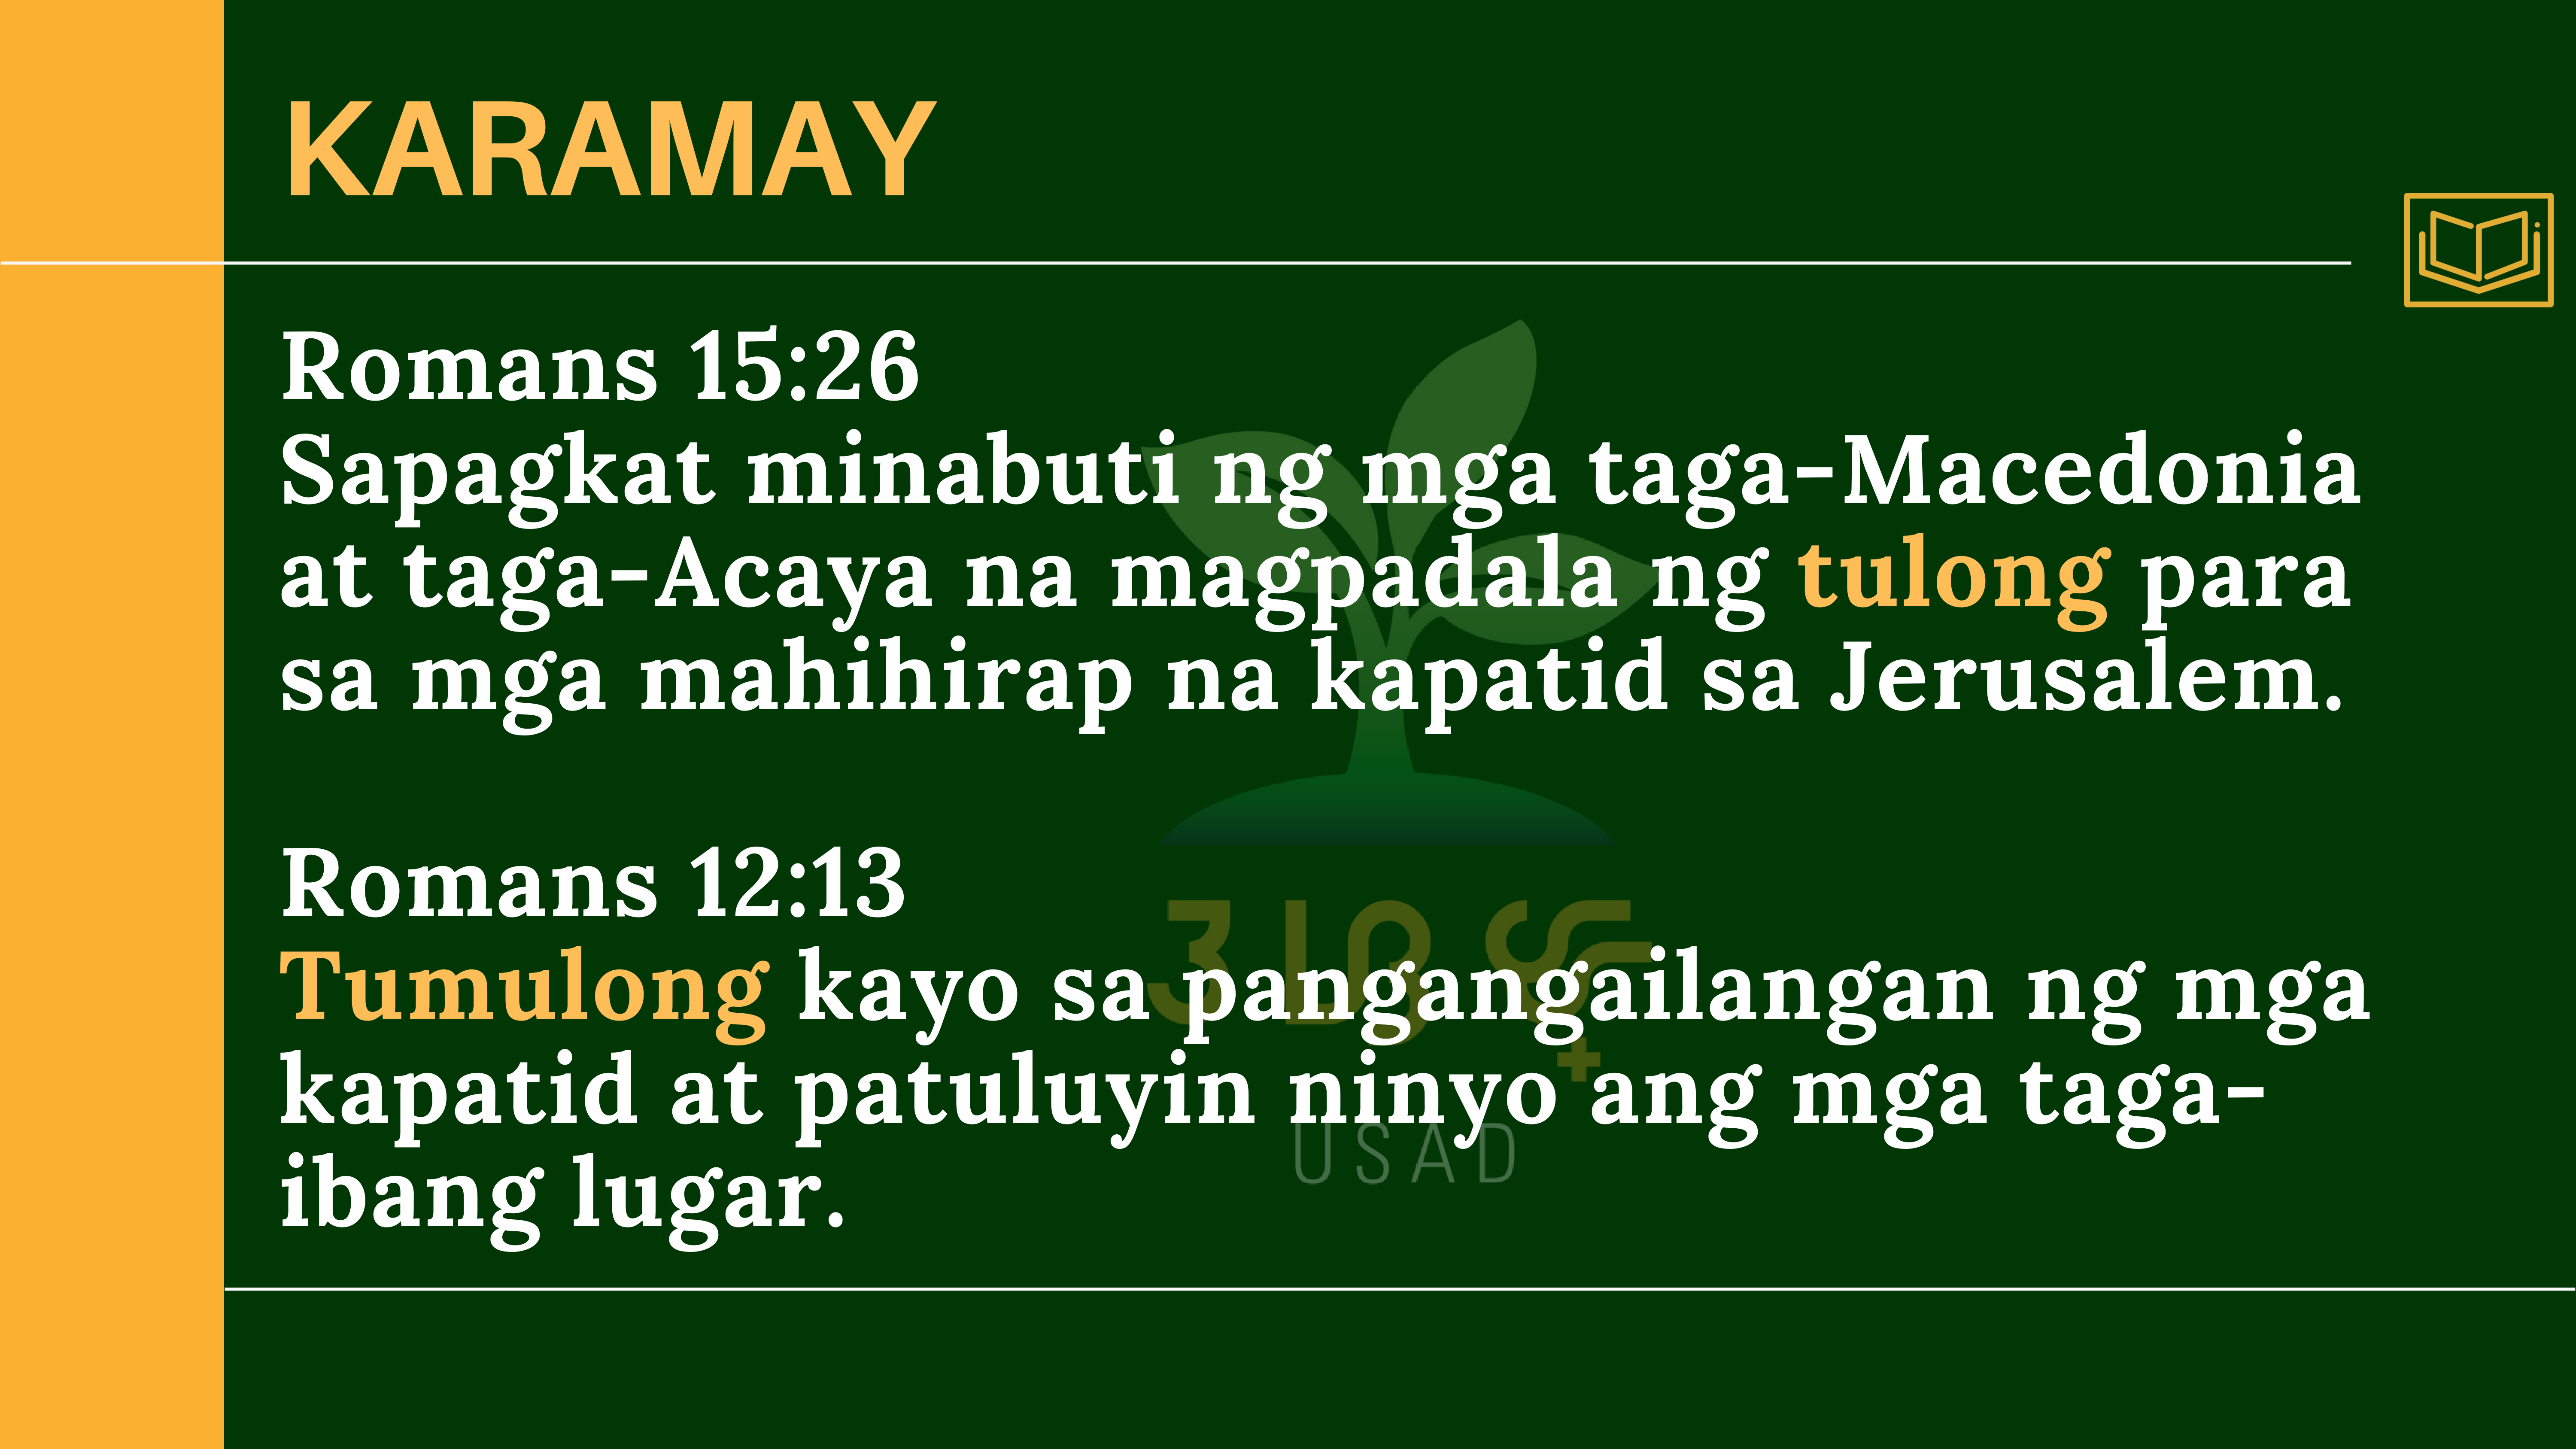 KARAMAY
Romans 15:26
Sapagkat minabuti ng mga taga-Macedonia
at taga-Acaya na magpadala ng tulong para
sa mga mahihirap na kapatid sa Jerusalem.
Romans 12:13
Tumulong kayo sa pangangailangan ng mga
kapatid at patuluyin ninyo ang mga taga-
ibang lugar.
USAD